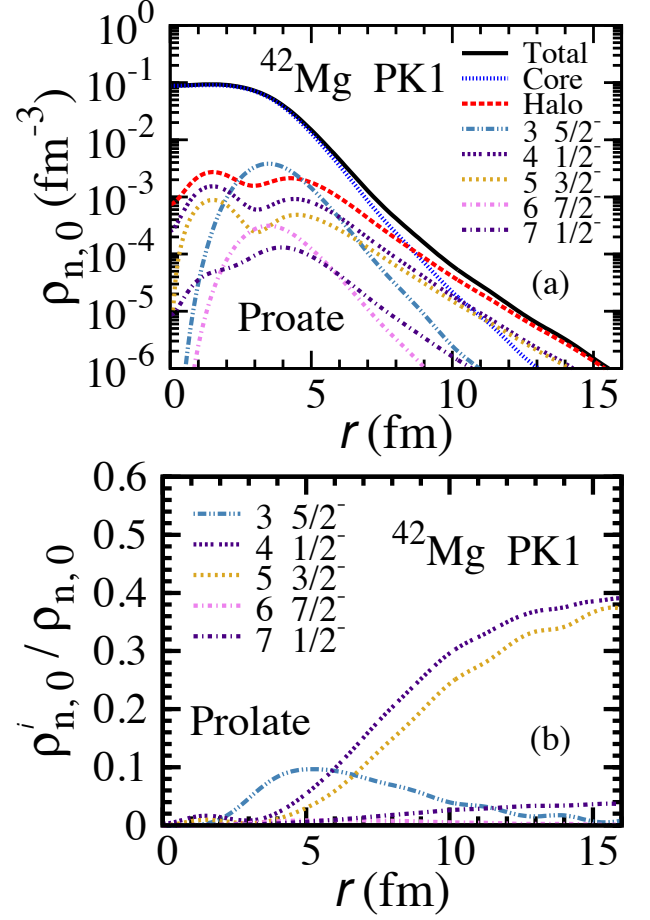 10⁰
10⁻¹
10⁻²
10⁻³
10⁻⁴
10⁻⁵
10⁻⁶
ρn, 0 (fm⁻³)
⁴²Mg PK1
Total
Core
Halo
3 5/2⁻
4 1/2⁻
5 3/2⁻
6 7/2⁻
7 1/2⁻
(a)
Proate
0 5 10 15
r (fm)
0.6
0.5
0.4
0.3
0.2
0.1
0
ρⁱn, 0 / ρn, 0
3 5/2⁻
4 1/2⁻
5 3/2⁻
6 7/2⁻
7 1/2⁻
⁴²Mg PK1
Prolate
(b)
0 5 10 15
r (fm)